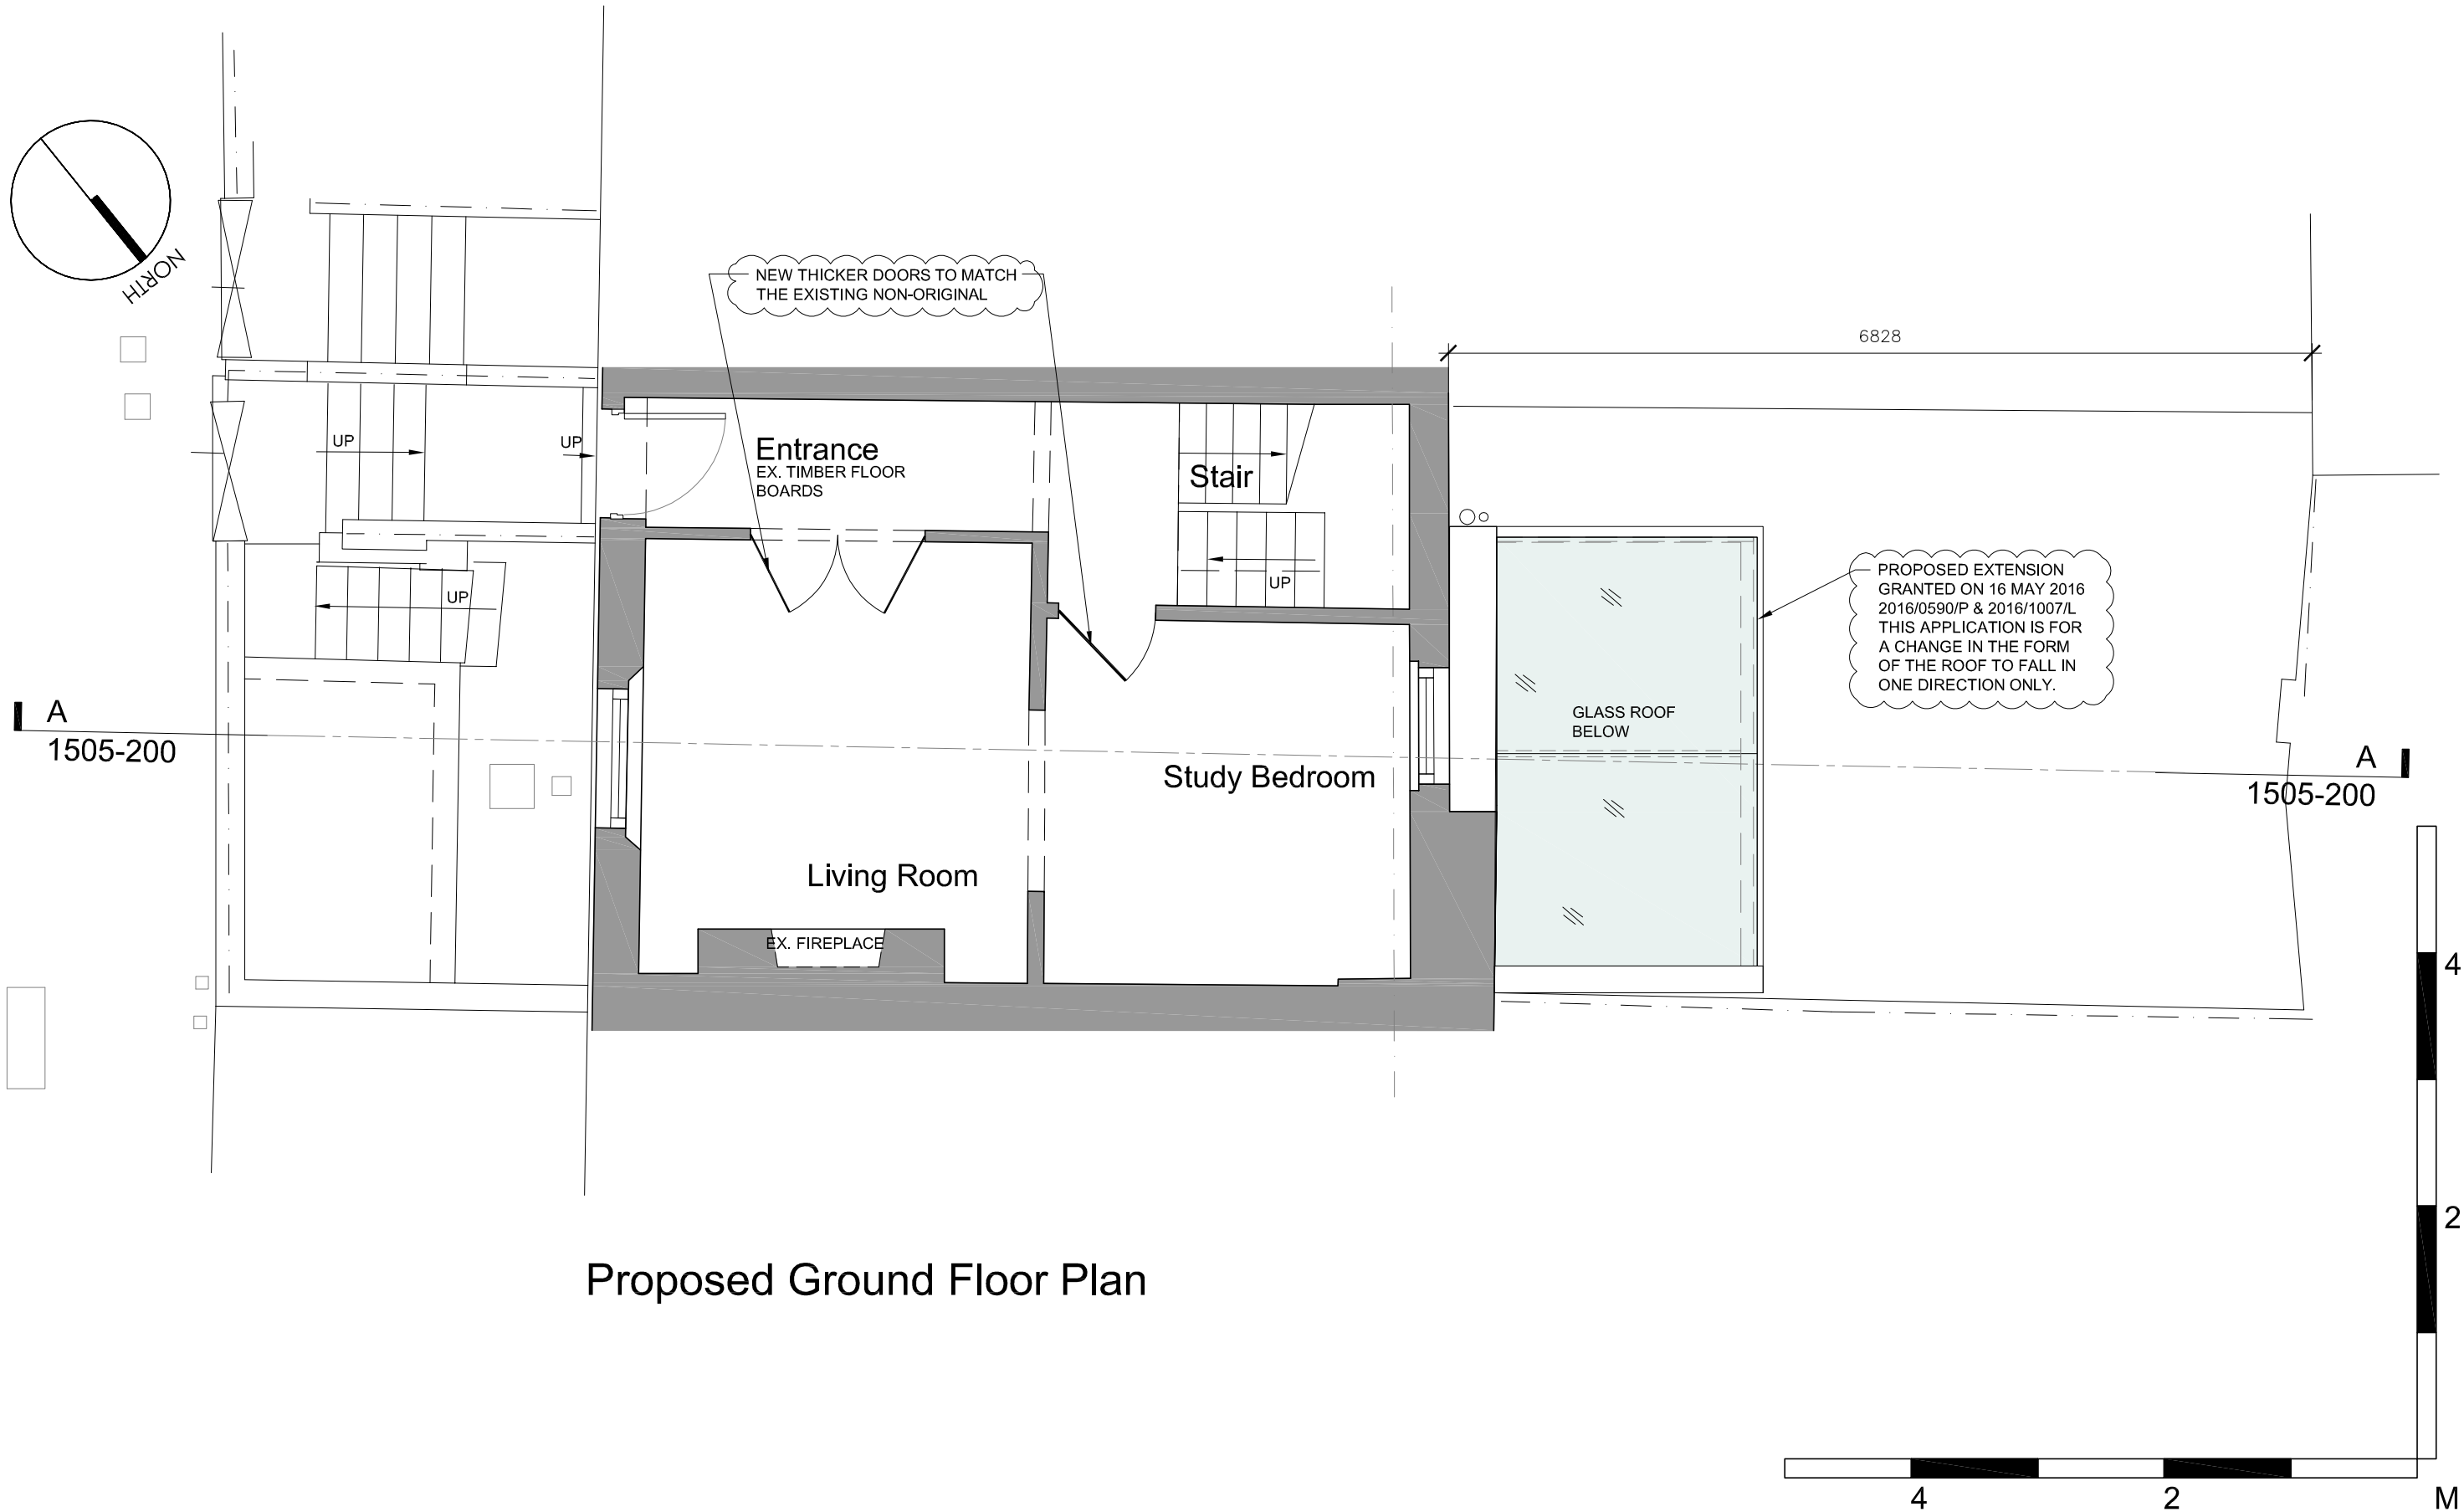 NORTH
NEW THICKER DOORS TO MATCH
THE EXISTING NON-ORIGINAL
6828
UP
UP
Entrance
EX. TIMBER FLOOR
BOARDS
Stair
UP
UP
PROPOSED EXTENSION
GRANTED ON 16 MAY 2016
2016/0590/P & 2016/1007/L
THIS APPLICATION IS FOR
A CHANGE IN THE FORM
OF THE ROOF TO FALL IN
ONE DIRECTION ONLY.
A
1505-200
GLASS ROOF
BELOW
Study Bedroom
A
1505-200
Living Room
EX. FIREPLACE
4
2
Proposed Ground Floor Plan
4
2
M